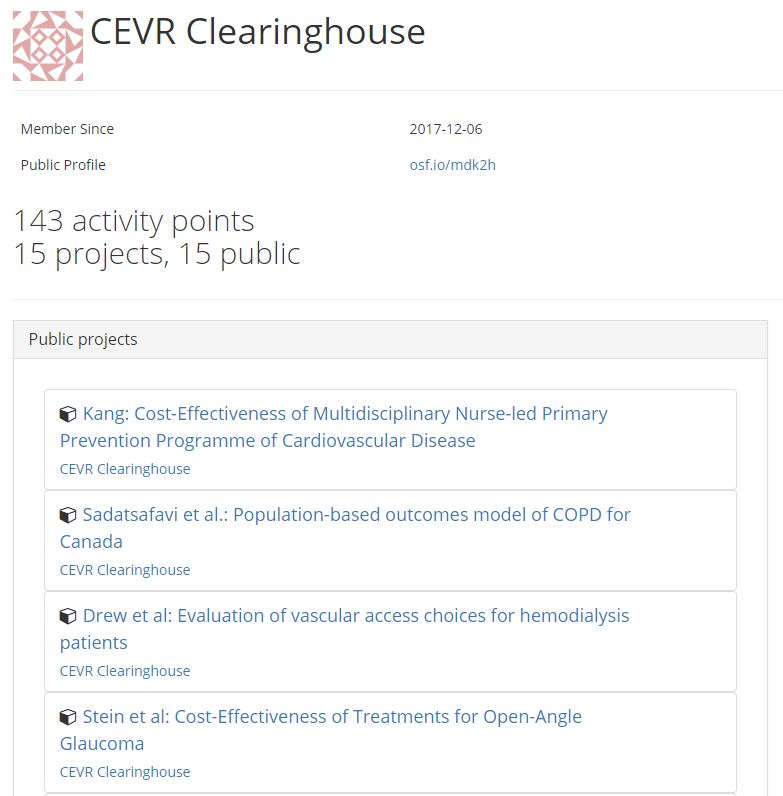 CEVR Clearinghouse
Member Since 2017-12-06
Public Profile osf.io/mdk2h
143 activity points
15 projects, 15 public
Public projects
Kang: Cost-Effectiveness of Multidisciplinary Nurse-led Primary
Prevention Programme of Cardiovascular Disease
CEVR Clearinghouse
Sadatsafavi et al.: Population-based outcomes model of COPD for
Canada
CEVR Clearinghouse
Drew et al: Evaluation of vascular access choices for hemodialysis
patients
CEVR Clearinghouse
Stein et al: Cost-Effectiveness of Treatments for Open-Angle
Glaucoma
CEVR Clearinghouse